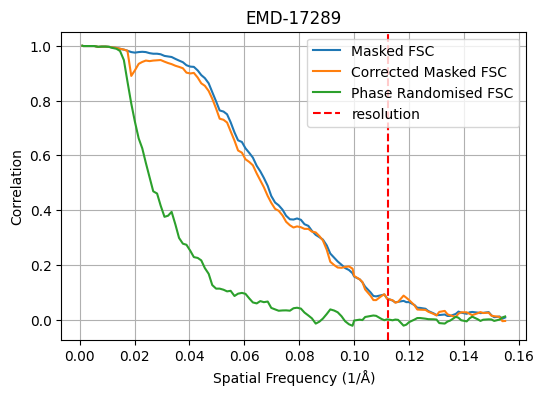 EMD-17289
Masked FSC
Corrected Masked FSC
Phase Randomised FSC
resolution
Correlation
1.0
0.8
0.6
0.4
0.2
0.0
0.00 0.02 0.04 0.06 0.08 0.10 0.12 0.14 0.16
Spatial Frequency (1/Å)